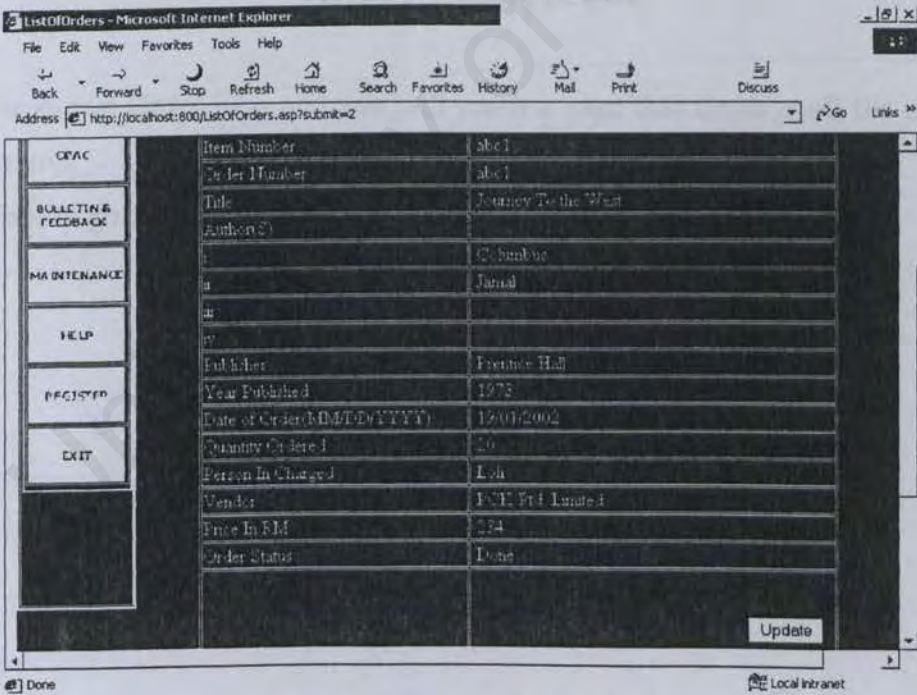 ListOfOrders - Microsoft Internet Explorer
File Edit View Favorites Tools Help
Back Forward Stop Refresh Home Search Favorites History Mail Print Discuss
Address http://localhost:800/ListOfOrders.asp?submit=2 Go Links »
OPAC
BULLETIN & FEEDBACK
MAINTENANCE
HELP
REGISTER
EXIT
Item Number abc1
Order Number abc1
Title Journey To the West
Author(S)
i Columbus
ii Jamal
iii
iv
Publisher Prentice Hall
Year Published 1973
Date of Order(MM/DD/YYYY) 19/01/2002
Quantity Ordered
Person In Charged Loh
Vendor Limited
Price In RM 234
Order Status Done
Update
Done Local intranet